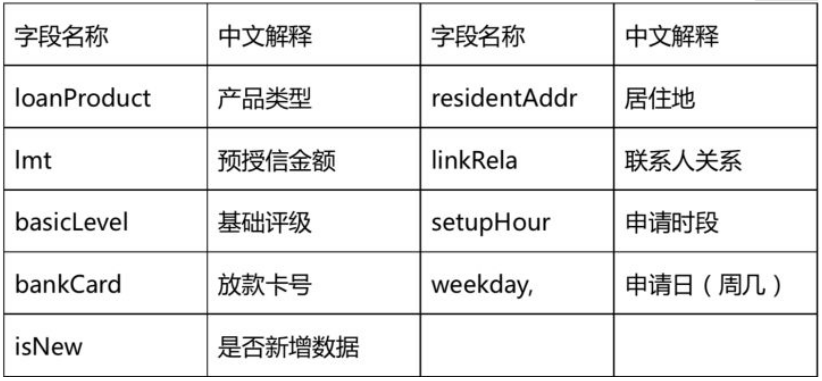 字段名称 中文解释 字段名称 中文解释
loanProduct 产品类型 residentAddr 居住地
lmt 预授信金额 linkRela 联系人关系
basicLevel 基础评级 setupHour 申请时段
bankCard 放款卡号 weekday, 申请日（周几）
isNew 是否新增数据